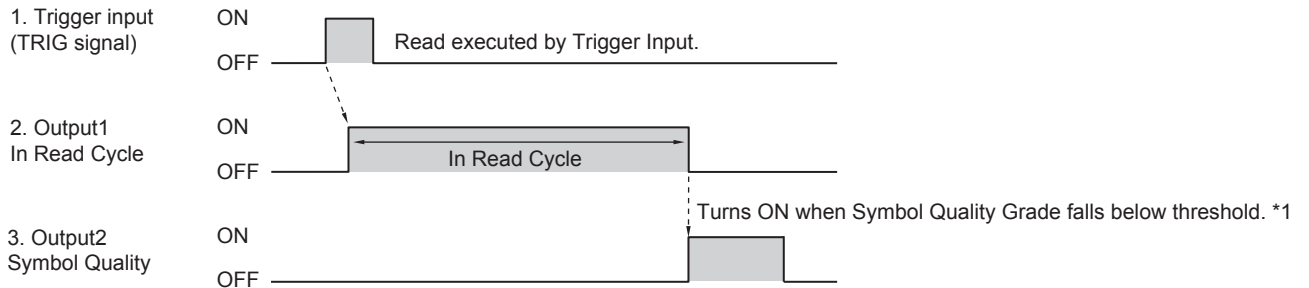 1. Trigger input
(TRIG signal)
ON
OFF
Read executed by Trigger Input.
2. Output1
In Read Cycle
ON
OFF
In Read Cycle
Turns ON when Symbol Quality Grade falls below threshold. *1
3. Output2
Symbol Quality
ON
OFF